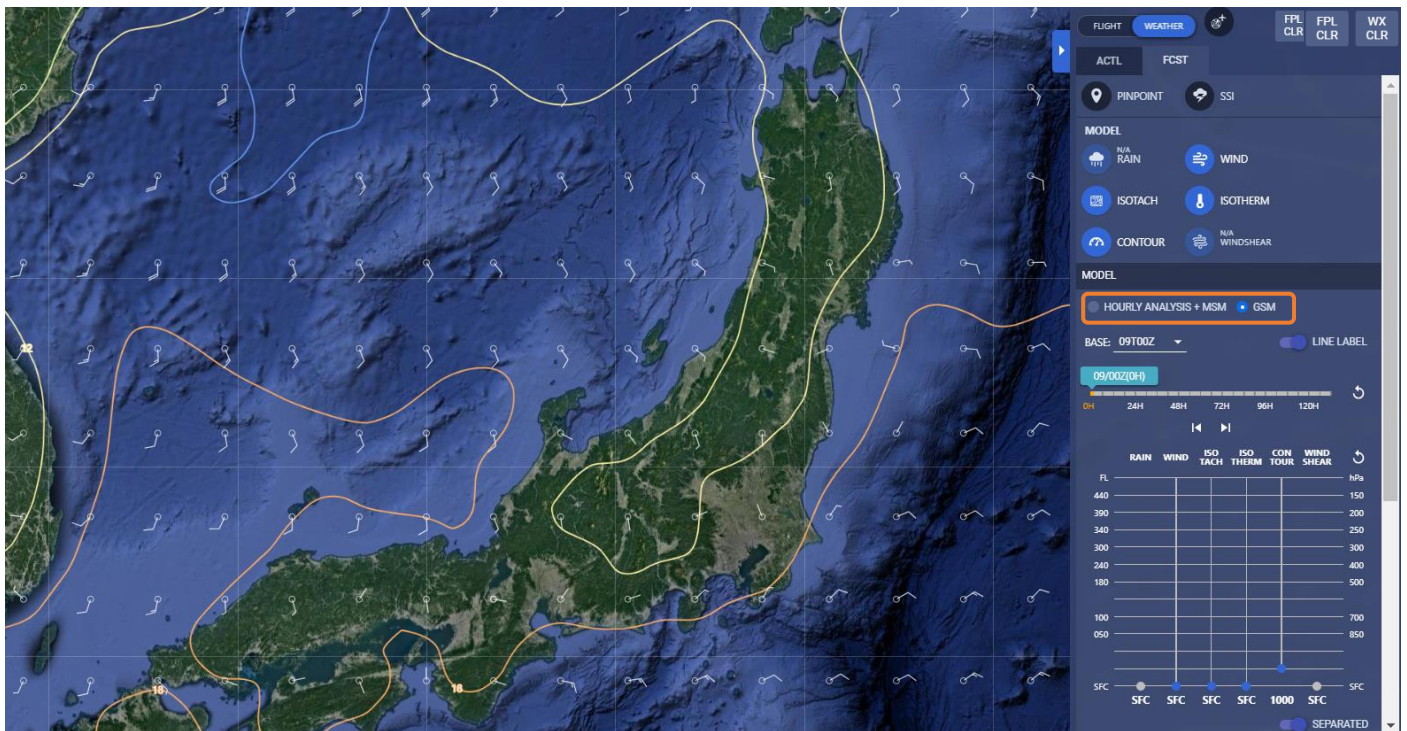 FLIGHT WEATHER FPL CLR FPL CLR WX CLR
ACTL FCST
PINPOINT SSI
MODEL
N/A RAIN WIND
ISOTACH ISOTHERM
CONTOUR N/A WINDSHEAR
MODEL
HOURLY ANALYSIS + MSM GSM
BASE: 09T00Z LINE LABEL
09/00Z(0H)
0H 24H 48H 72H 96H 120H
RAIN WIND ISO TACH ISO THERM CON TOUR WIND SHEAR
FL hPa
440 150
390 200
340 250
300 300
240 400
180 500
100 700
050 850
SFC SFC
SFC SFC SFC SFC 1000 SFC
SEPARATED
12
18
18